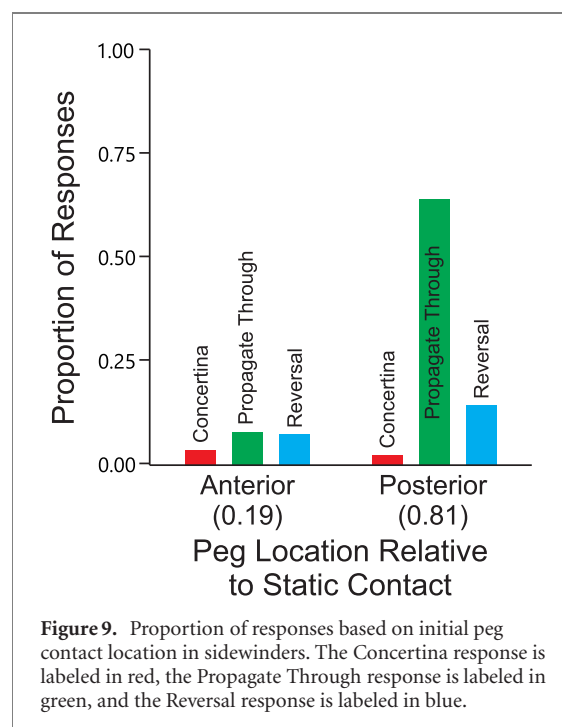 Proportion of Responses
1.00
0.75
0.50
0.25
0.00
Concertina
Propagate Through
Reversal
Concertina
Propagate Through
Reversal
Anterior
(0.19)
Posterior
(0.81)
Peg Location Relative
to Static Contact
Figure 9. Proportion of responses based on initial peg
contact location in sidewinders. The Concertina response is
labeled in red, the Propagate Through response is labeled in
green, and the Reversal response is labeled in blue.